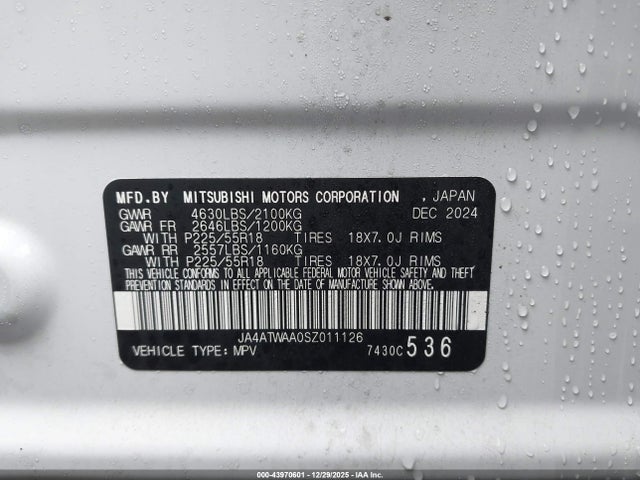 MFD.BY MITSUBISHI MOTORS CORPORATION , JAPAN
GVWR 4630LBS/2100KG DEC 2024
GAWR FR 2646LBS/1200KG
WITH P225/55R18 TIRES 18X7.0J RIMS
GAWR RR 2557LBS/1160KG
WITH P225/55R18 TIRES 18X7.0J RIMS
THIS VEHICLE CONFORMS TO ALL APPLICABLE FEDERAL MOTOR VEHICLE SAFETY AND THEFT
PREVENTION STANDARDS IN EFFECT ON THE DATE OF MANUFACTURE SHOWN ABOVE.
JA4ATWAA0SZ011126
VEHICLE TYPE: MPV 7430C 536
000-43970601 - 12/29/2025 - IAAI, Inc.